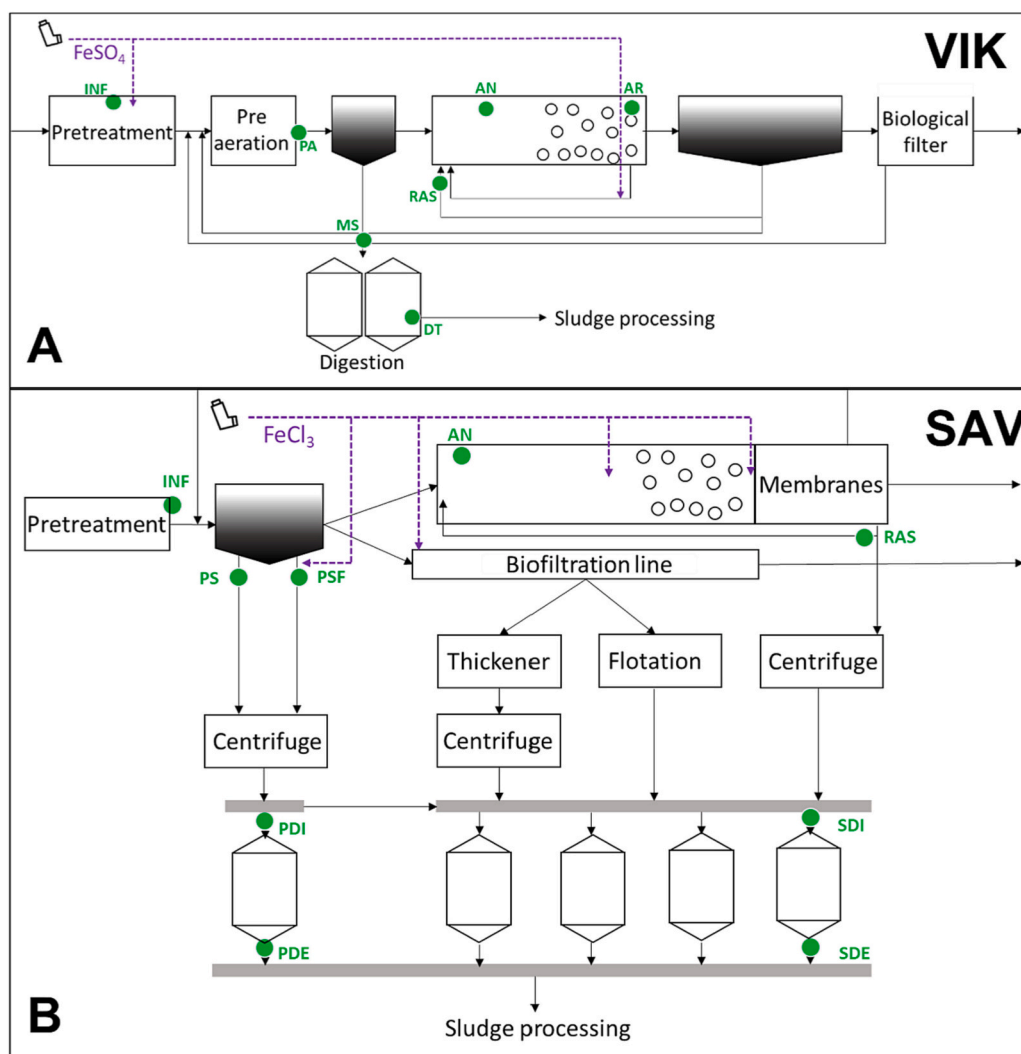 VIK
FeSO4
INF
Pretreatment
Pre
aeration
PA
AN
AR
Biological
filter
RAS
MS
DT
Sludge processing
Digestion
A
SAV
FeCl3
AN
INF
Pretreatment
Membranes
RAS
PS
PSF
Biofiltration line
Thickener
Flotation
Centrifuge
Centrifuge
Centrifuge
PDI
SDI
PDE
SDE
B
Sludge processing